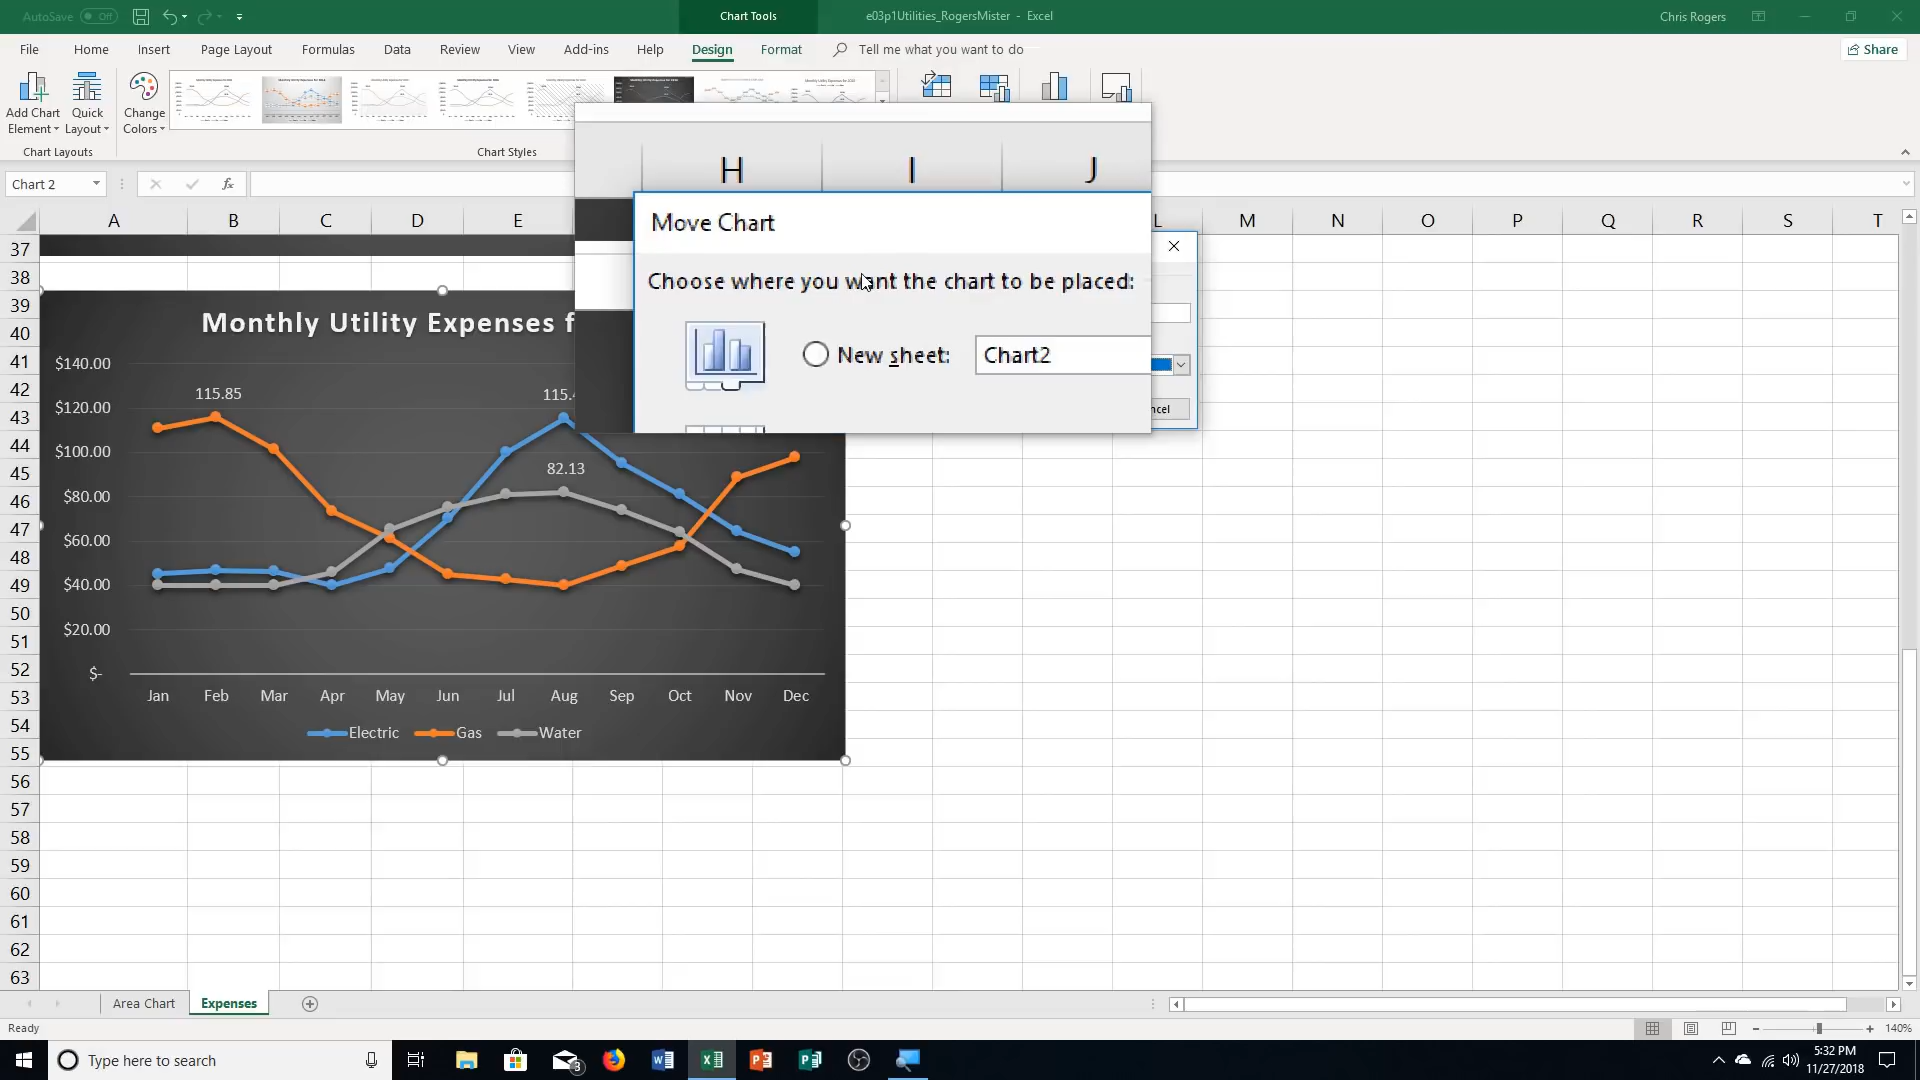 AutoSave Off
Chart Tools
e03p1Utilities_RogersMister - Excel
Chris Rogers
File Home Insert Page Layout Formulas Data Review View Add-ins Help Design Format Tell me what you want to do
Share
Add Chart Element
Quick Layout
Change Colors
Chart Layouts
Chart Styles
Chart 2
fx
H I J
Move Chart
Choose where you want the chart to be placed:
New sheet: Chart2
ncel
A B C D E L M N O P Q R S T
37
38
39
40
41
42
43
44
45
46
47
48
49
50
51
52
53
54
55
56
57
58
59
60
61
62
63
Monthly Utility Expenses f
$140.00
$120.00
$100.00
$80.00
$60.00
$40.00
$20.00
$-
115.85
115.4
82.13
Jan Feb Mar Apr May Jun Jul Aug Sep Oct Nov Dec
Electric Gas Water
Area Chart Expenses
Ready
140%
Type here to search
3
5:32 PM
11/27/2018